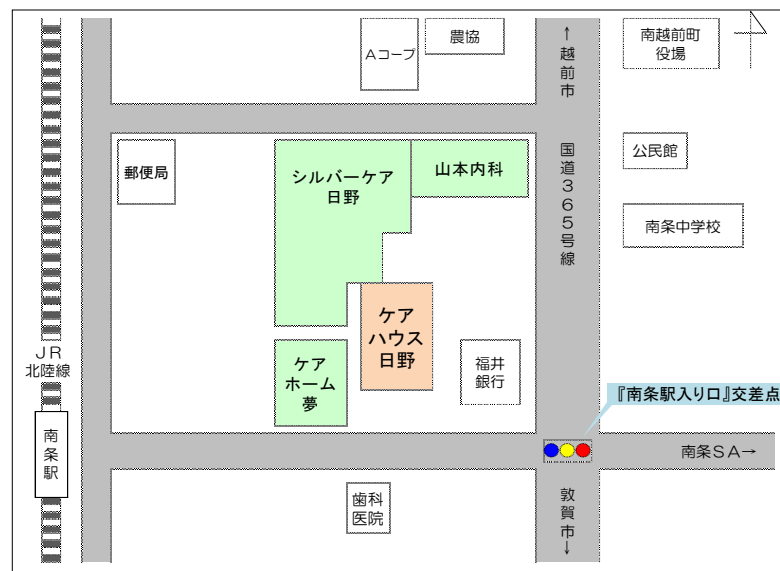 Aコープ
農協
↑越前市
南越前町
役場
郵便局
シルバーケア
日野
山本内科
国道365号線
公民館
南条中学校
ケア
ハウス
日野
ケア
ホーム
夢
福井
銀行
JR
北陸線
南条駅
『南条駅入り口』交差点
南条SA→
歯科
医院
敦賀市↓